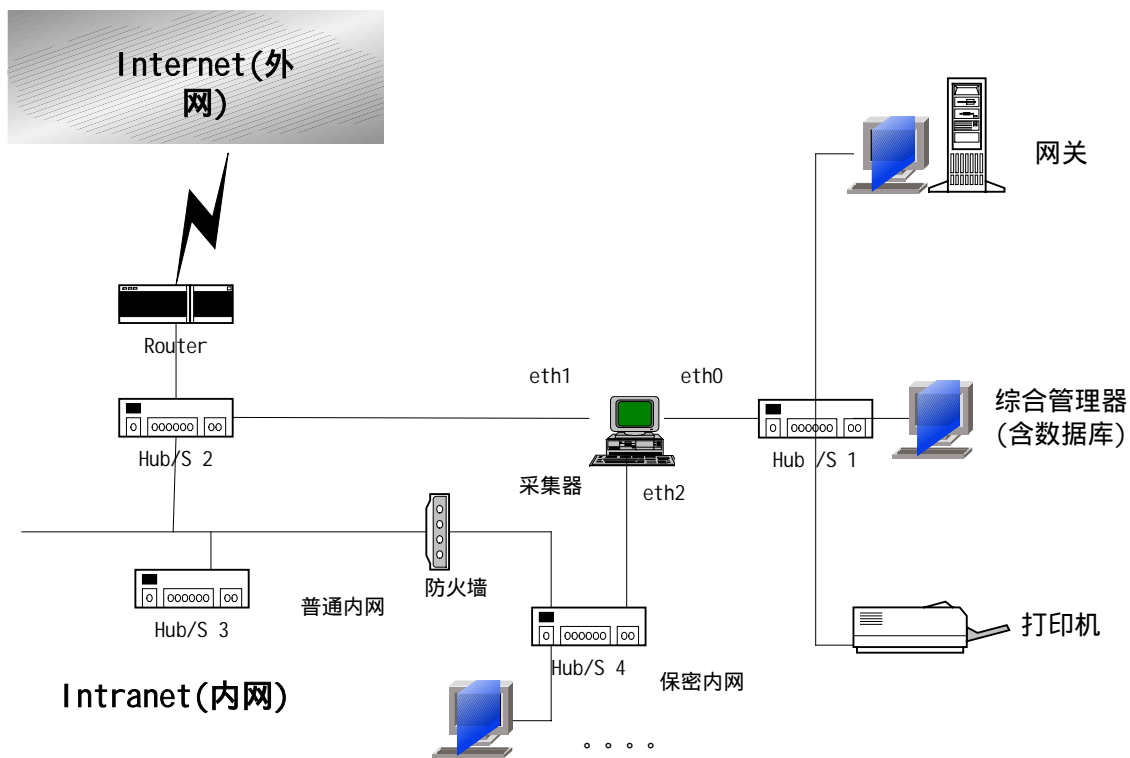 Internet(外
网)
网关
Router
eth1
eth0
综合管理器
(含数据库)
Hub/S 2
Hub /S 1
采集器
eth2
防火墙
普通内网
Hub/S 3
打印机
Hub/S 4
保密内网
Intranet(内网)
。。。。